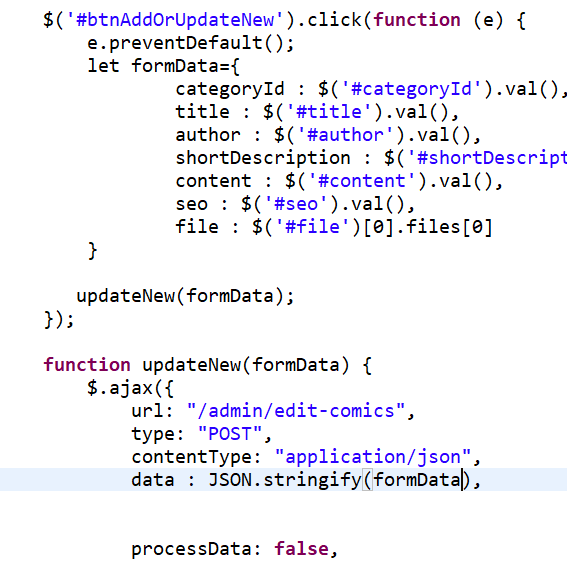 $('#btnAddOrUpdateNew').click(function (e) {
e.preventDefault();
let formData={
categoryId : $('#categoryId').val(),
title : $('#title').val(),
author : $('#author').val(),
shortDescription : $('#shortDescript
content : $('#content').val(),
seo : $('#seo').val(),
file : $('#file')[0].files[0]
}
updateNew(formData);
});
function updateNew(formData) {
$.ajax({
url: "/admin/edit-comics",
type: "POST",
contentType: "application/json",
data : JSON.stringify(formData),
processData: false,